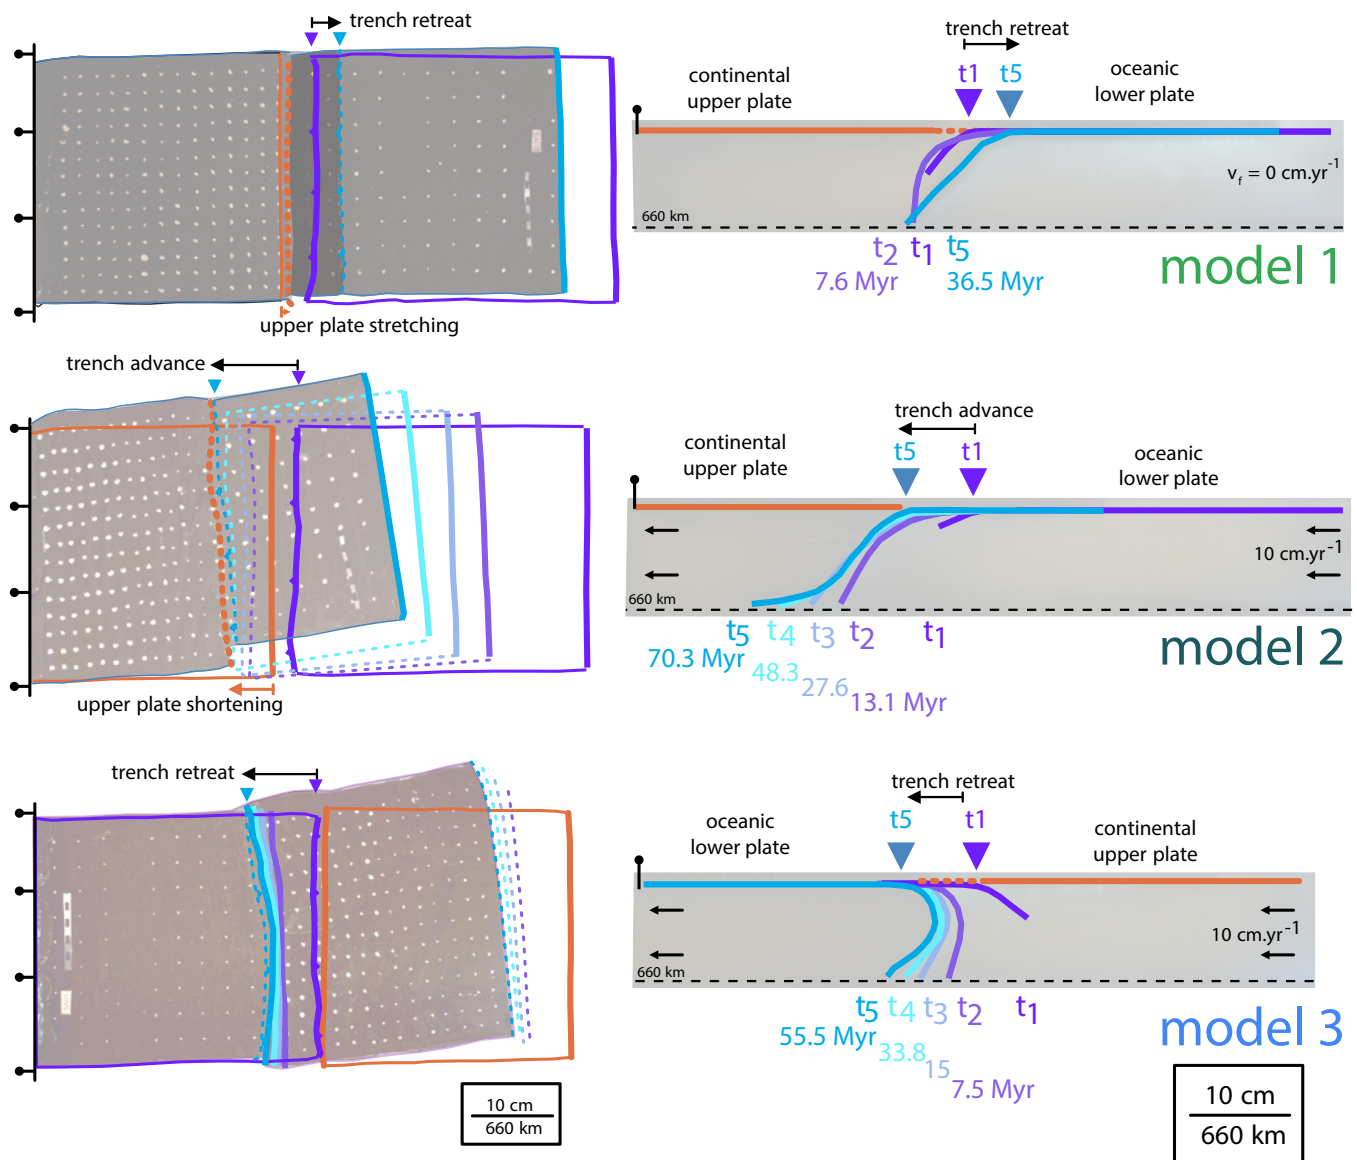 trench retreat
upper plate stretching
trench retreat
t1
t5
continental
upper plate
oceanic
lower plate
v_f = 0 cm.yr⁻¹
660 km
t₂
t₁
t₅
7.6 Myr
36.5 Myr
model 1
trench advance
upper plate shortening
trench advance
t5
t1
continental
upper plate
oceanic
lower plate
10 cm.yr⁻¹
660 km
t₅
t₄
t₃
t₂
t₁
70.3 Myr
48.3
27.6
13.1 Myr
model 2
trench retreat
10 cm
660 km
trench retreat
t5
t1
oceanic
lower plate
continental
upper plate
10 cm.yr⁻¹
660 km
t₅
t₄
t₃
t₂
t₁
55.5 Myr
33.8
15
7.5 Myr
model 3
10 cm
660 km